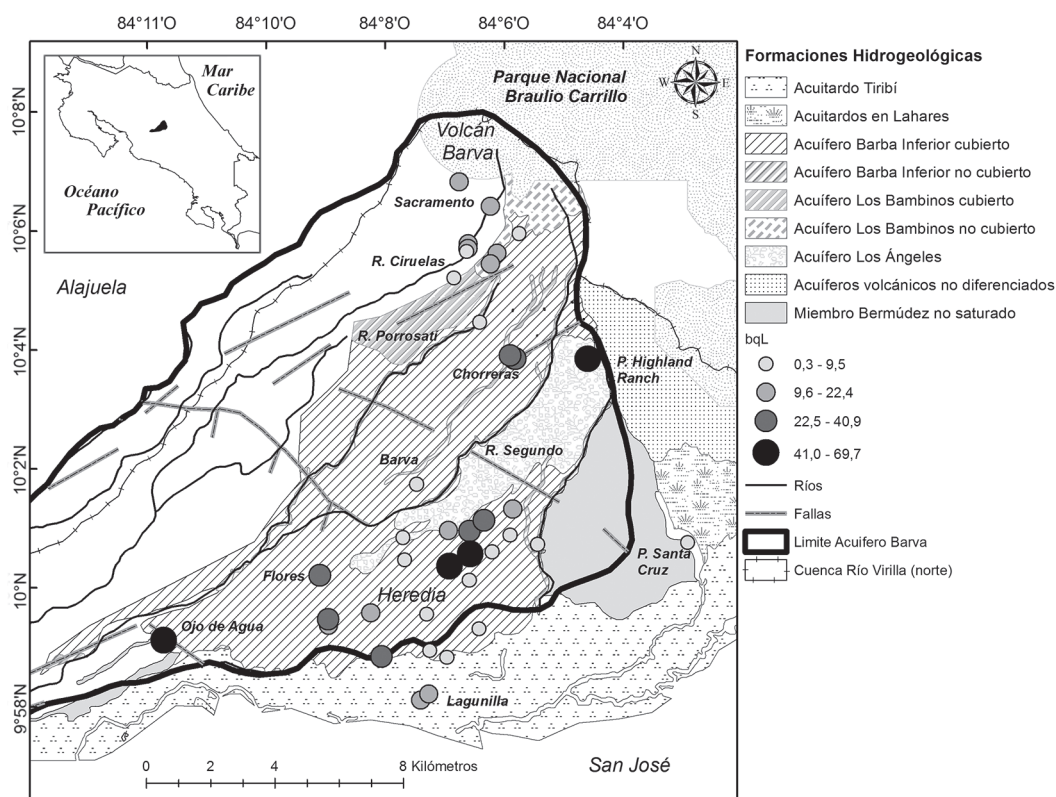 84°11'O
84°10'O
84°8'O
84°6'O
84°4'O
10°8'N
10°6'N
10°4'N
10°2'N
10°0'N
9°58'N
Mar
Caribe
Océano
Pacífico
Parque Nacional
Braulio Carrillo
N
W
E
S
Volcán
Barva
Sacramento
R. Ciruelas
Alajuela
R. Porrosatí
Chorreras
P. Highland
Ranch
R. Segundo
Barva
P. Santa
Cruz
Flores
Heredia
Ojo de Agua
Lagunilla
San José
0 2 4 8 Kilómetros
Formaciones Hidrogeológicas
Acuitardo Tiribí
Acuitardos en Lahares
Acuífero Barba Inferior cubierto
Acuífero Barba Inferior no cubierto
Acuífero Los Bambinos cubierto
Acuífero Los Bambinos no cubierto
Acuífero Los Ángeles
Acuíferos volcánicos no diferenciados
Miembro Bermúdez no saturado
bqL
0,3 - 9,5
9,6 - 22,4
22,5 - 40,9
41,0 - 69,7
Ríos
Fallas
Limite Acuifero Barva
Cuenca Río Virilla (norte)